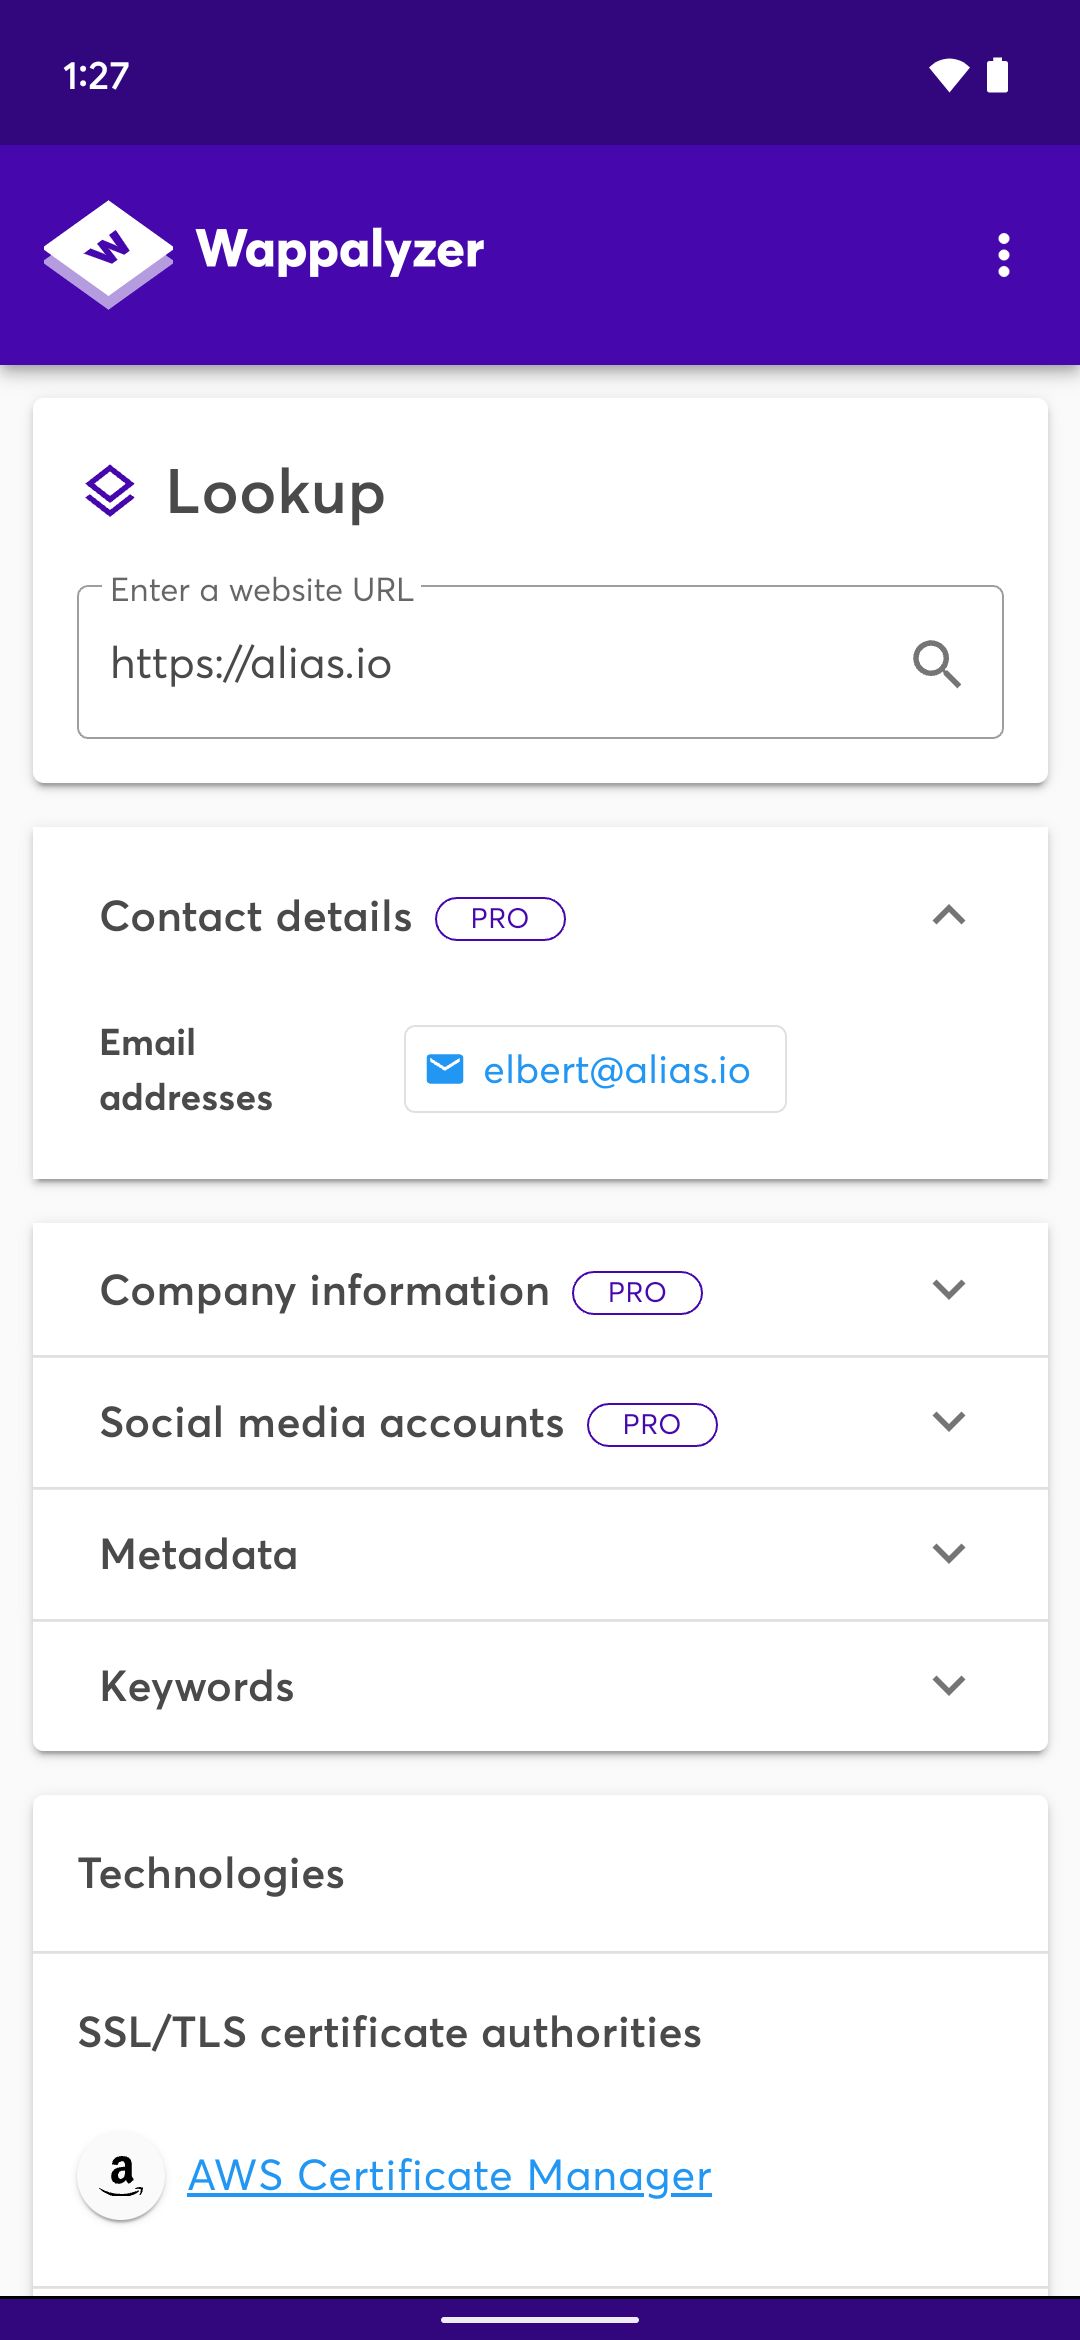 1:27
Wappalyzer
Lookup
Enter a website URL
https://alias.io
Contact details PRO
Email
addresses
elbert@alias.io
Company information PRO
Social media accounts PRO
Metadata
Keywords
Technologies
SSL/TLS certificate authorities
AWS Certificate Manager